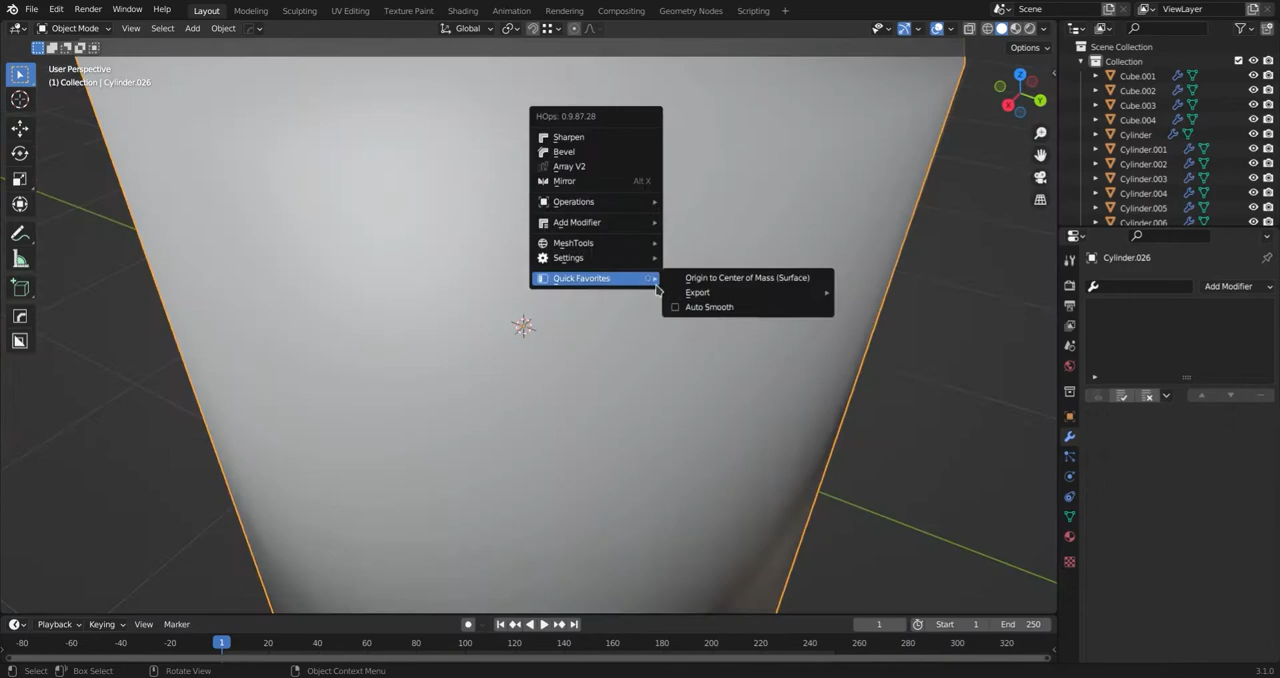 File Edit Render Window Help Layout Modeling Sculpting UV Editing Texture Paint Shading Animation Rendering Compositing Geometry Nodes Scripting Scene ViewLayer
Object Mode View Select Add Object Global
Options
User Perspective
(1) Collection | Cylinder.026
HOps: 0.9.87.28
Sharpen
Bevel
Array V2
Mirror Alt X
Operations
Add Modifier
MeshTools
Settings
Quick Favorites
Origin to Center of Mass (Surface)
Export
Auto Smooth
Z
Y
X
Scene Collection
Collection
Cube.001
Cube.002
Cube.003
Cube.004
Cylinder
Cylinder.001
Cylinder.002
Cylinder.003
Cylinder.004
Cylinder.005
Cylinder.006
Cylinder.026
Add Modifier
Playback Keying View Marker 1 Start 1 End 250
-80 -60 -40 -20 1 20 40 60 80 100 120 140 160 180 200 220 240 260 280 300 320
Select Box Select Rotate View Object Context Menu 3.1.0